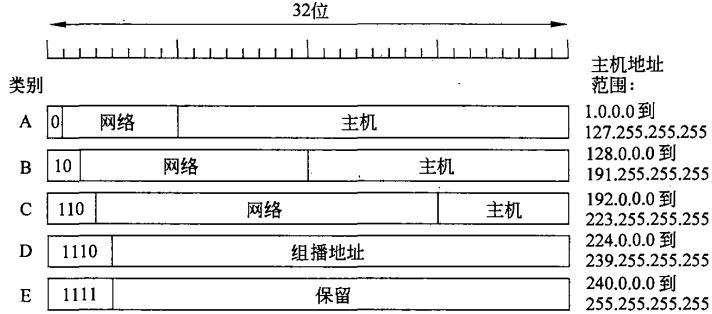 32位
类别
主机地址
范围：
A 0 网络 主机 1.0.0.0 到
127.255.255.255
B 10 网络 主机 128.0.0.0 到
191.255.255.255
C 110 网络 主机 192.0.0.0 到
223.255.255.255
D 1110 组播地址 224.0.0.0 到
239.255.255.255
E 1111 保留 240.0.0.0 到
255.255.255.255